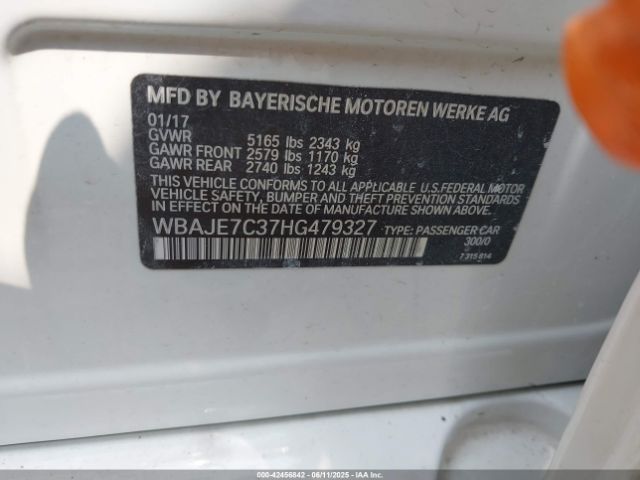 MFD BY BAYERISCHE MOTOREN WERKE AG
01/17
GVWR 5165 lbs 2343 kg
GAWR FRONT 2579 lbs 1170 kg
GAWR REAR 2740 lbs 1243 kg
THIS VEHICLE CONFORMS TO ALL APPLICABLE U.S.FEDERAL MOTOR
VEHICLE SAFETY, BUMPER AND THEFT PREVENTION STANDARDS
IN EFFECT ON THE DATE OF MANUFACTURE SHOWN ABOVE.
WBAJE7C37HG479327 TYPE: PASSENGER CAR
300/0
7 315 814
000-42456842 - 06/11/2025 - IAA Inc.